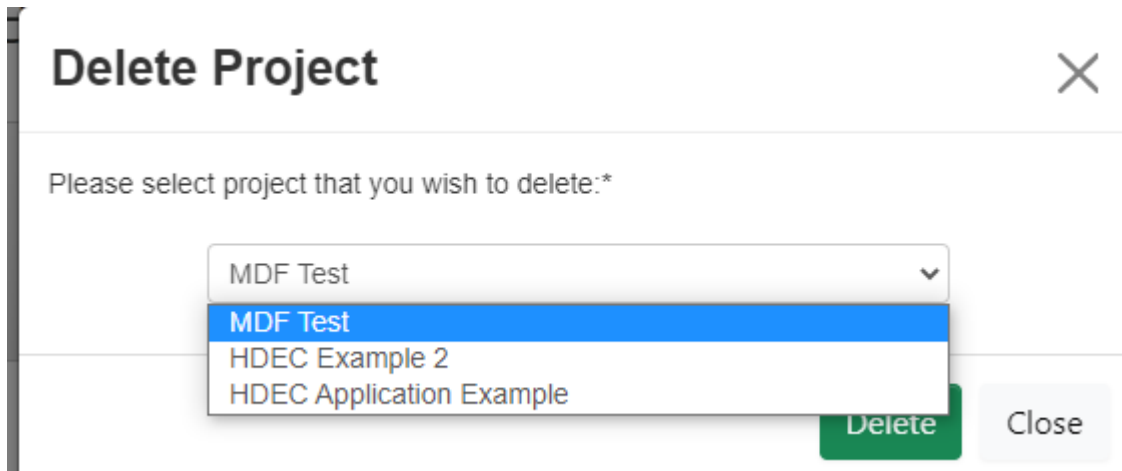 Delete Project
Please select project that you wish to delete:*
MDF Test
MDF Test
HDEC Example 2
HDEC Application Example
Delete Close